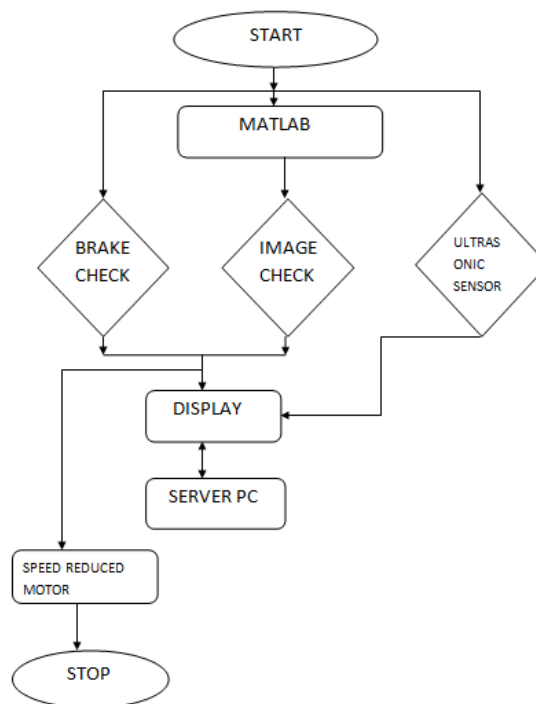 START
MATLAB
BRAKE
CHECK
IMAGE
CHECK
ULTRAS
ONIC
SENSOR
DISPLAY
SERVER PC
SPEED REDUCED
MOTOR
STOP